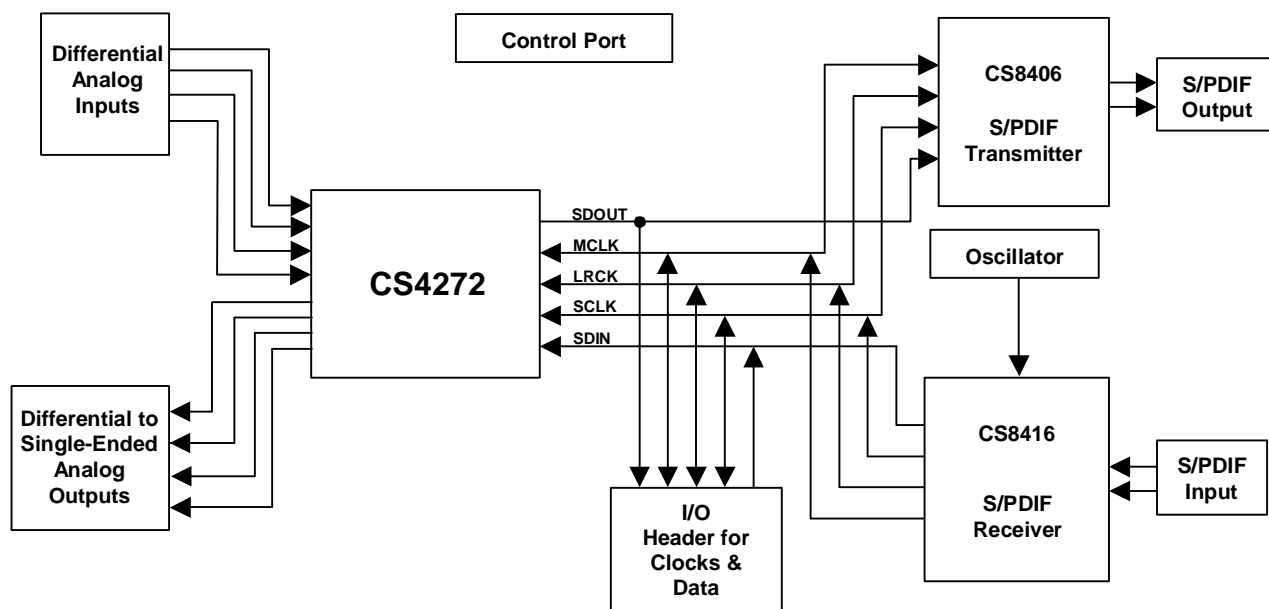 Differential
Analog
Inputs
Control Port
CS8406
S/PDIF
Transmitter
S/PDIF
Output
CS4272
SDOUT
MCLK
LRCK
SCLK
SDIN
Oscillator
Differential to
Single-Ended
Analog
Outputs
I/O
Header for
Clocks &
Data
CS8416
S/PDIF
Receiver
S/PDIF
Input